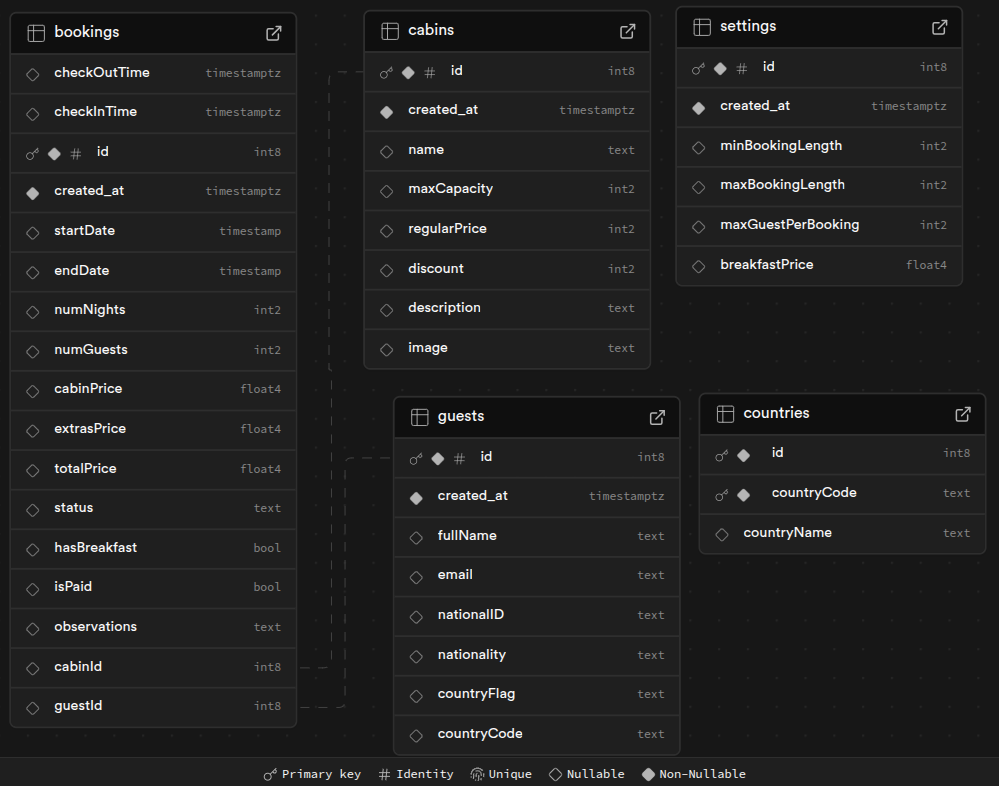 bookings
checkOutTime timestamptz
checkInTime timestamptz
id int8
created_at timestamptz
startDate timestamp
endDate timestamp
numNights int2
numGuests int2
cabinPrice float4
extrasPrice float4
totalPrice float4
status text
hasBreakfast bool
isPaid bool
observations text
cabinId int8
guestId int8
cabins
id int8
created_at timestamptz
name text
maxCapacity int2
regularPrice int2
discount int2
description text
image text
settings
id int8
created_at timestamptz
minBookingLength int2
maxBookingLength int2
maxGuestPerBooking int2
breakfastPrice float4
guests
id int8
created_at timestamptz
fullName text
email text
nationalID text
nationality text
countryFlag text
countryCode text
countries
id int8
countryCode text
countryName text
Primary key # Identity Unique Nullable Non-Nullable